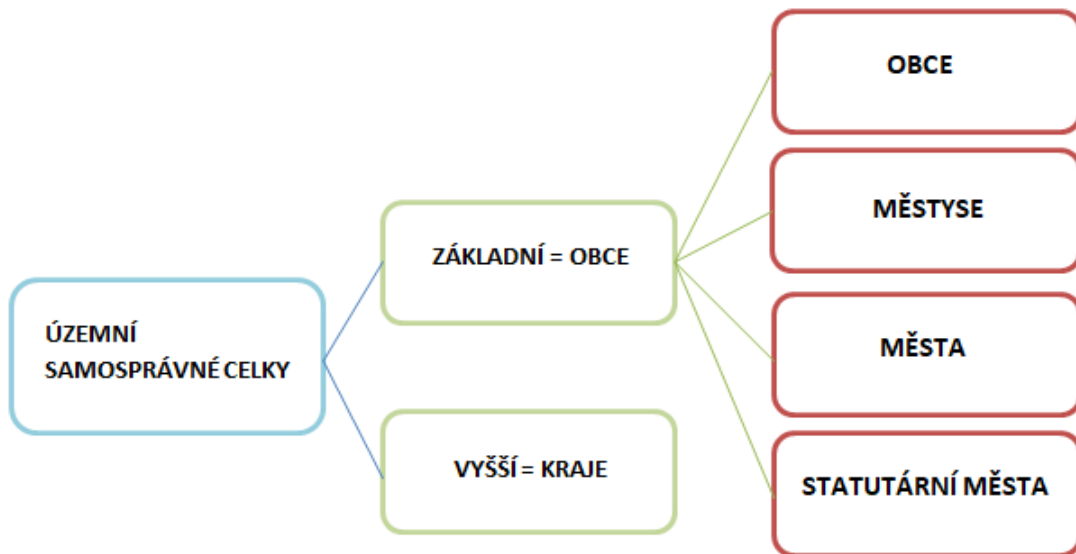 ÚZEMNÍ
SAMOSPRÁVNÉ CELKY
ZÁKLADNÍ = OBCE
VYŠŠÍ = KRAJE
OBCE
MĚSTYSE
MĚSTA
STATUTÁRNÍ MĚSTA